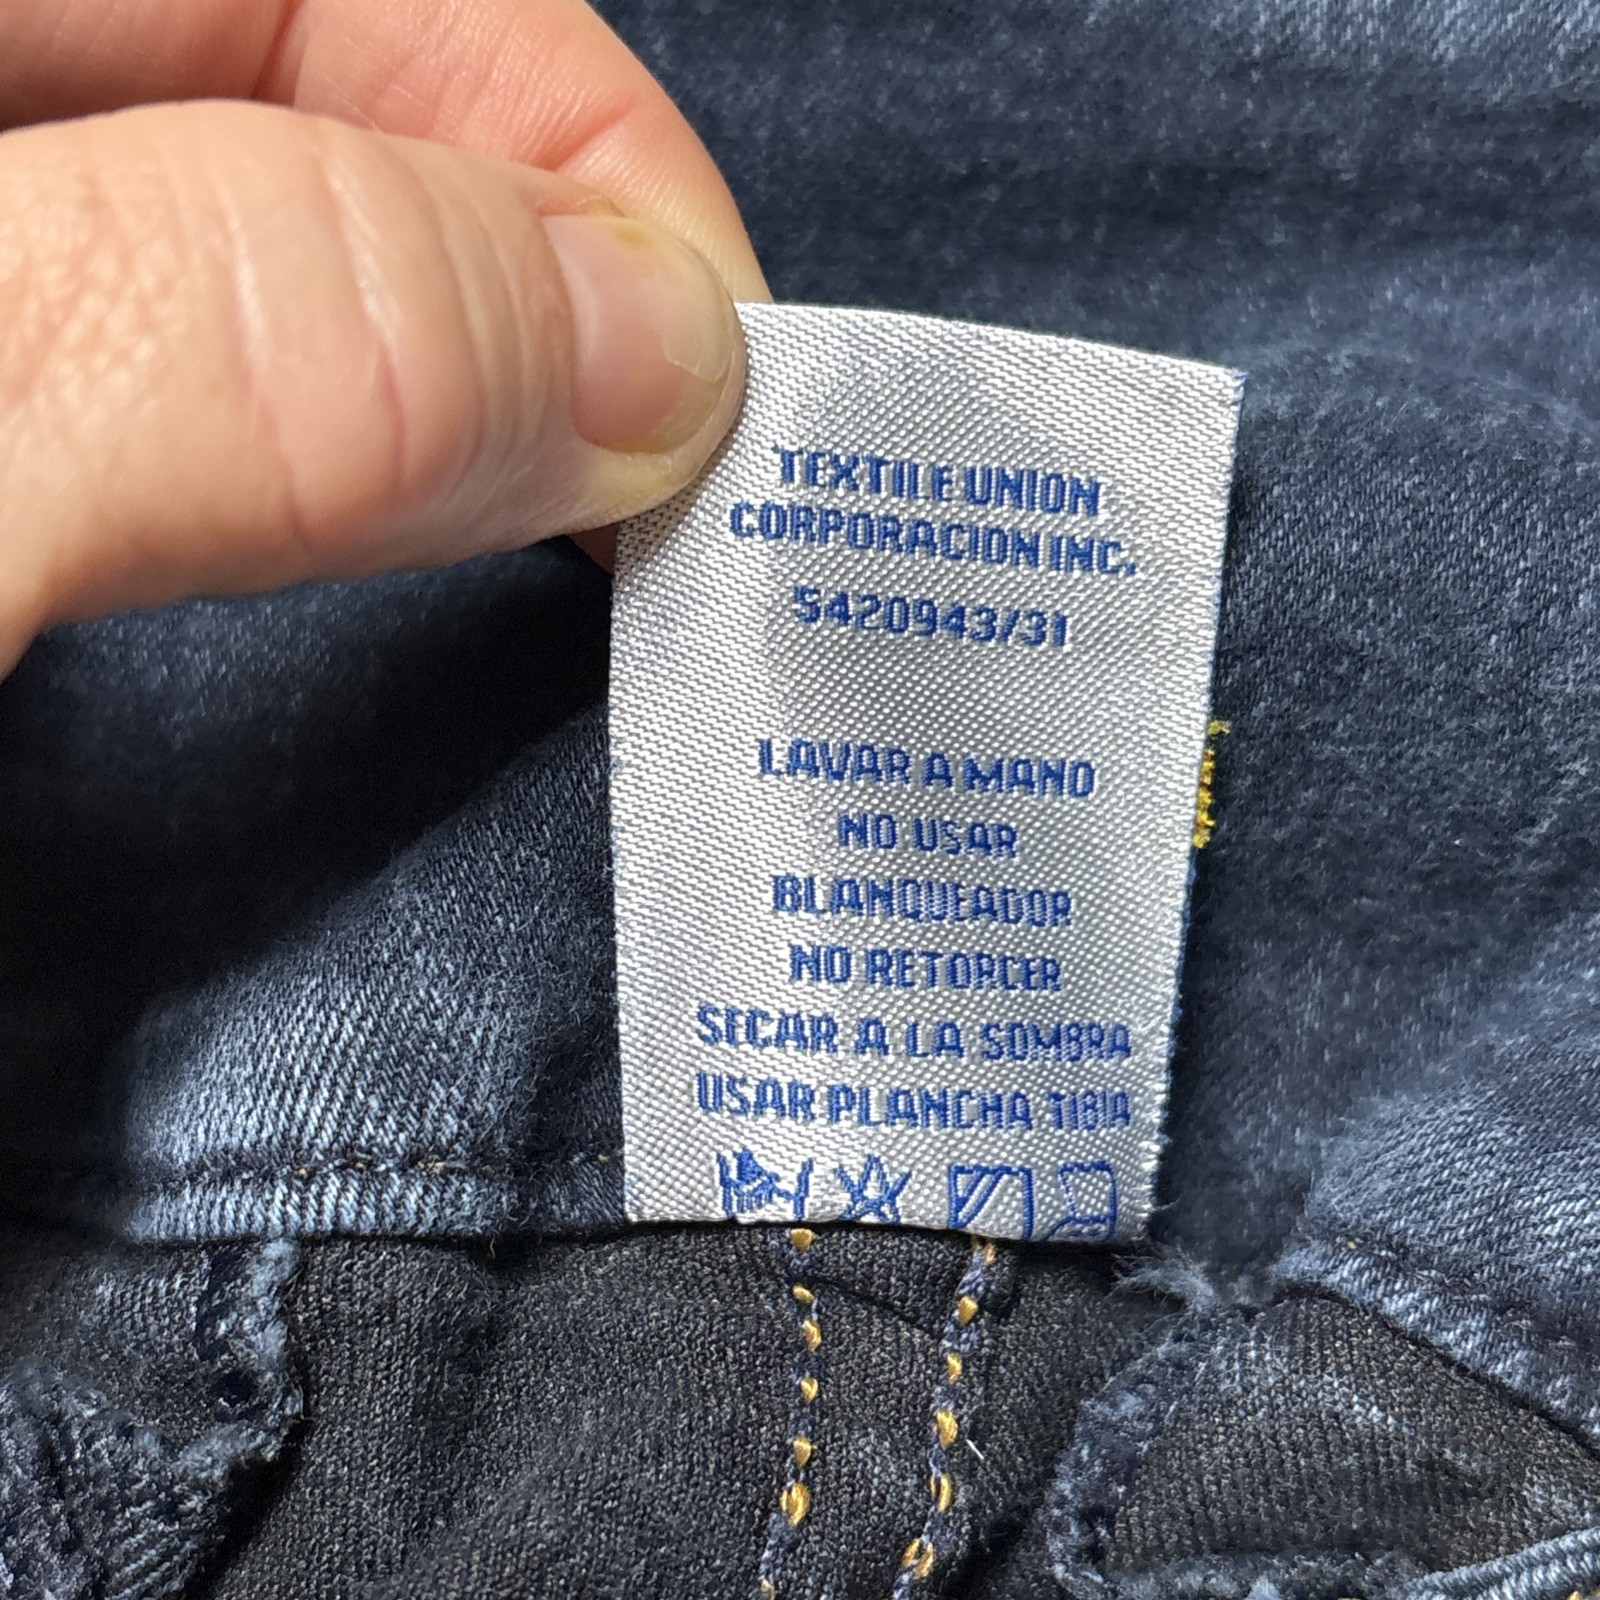 TEXTILE UNION
CORPORACION INC.
5420943/31
LAVAR A MANO
NO USAR
BLANQUEADOR
NO RETORCER
SECAR A LA SOMBRA
USAR PLANCHA TIBIA